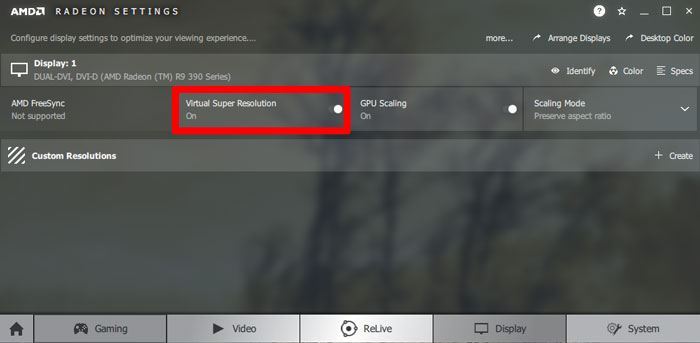 AMD RADEON SETTINGS
Configure display settings to optimize your viewing experience....
more... Arrange Displays Desktop Color
Display: 1
DUAL-DVI, DVI-D (AMD Radeon (TM) R9 390 Series)
Identify Color Specs
AMD FreeSync
Not supported
Virtual Super Resolution
On
GPU Scaling
On
Scaling Mode
Preserve aspect ratio
Custom Resolutions
Create
Gaming Video ReLive Display System